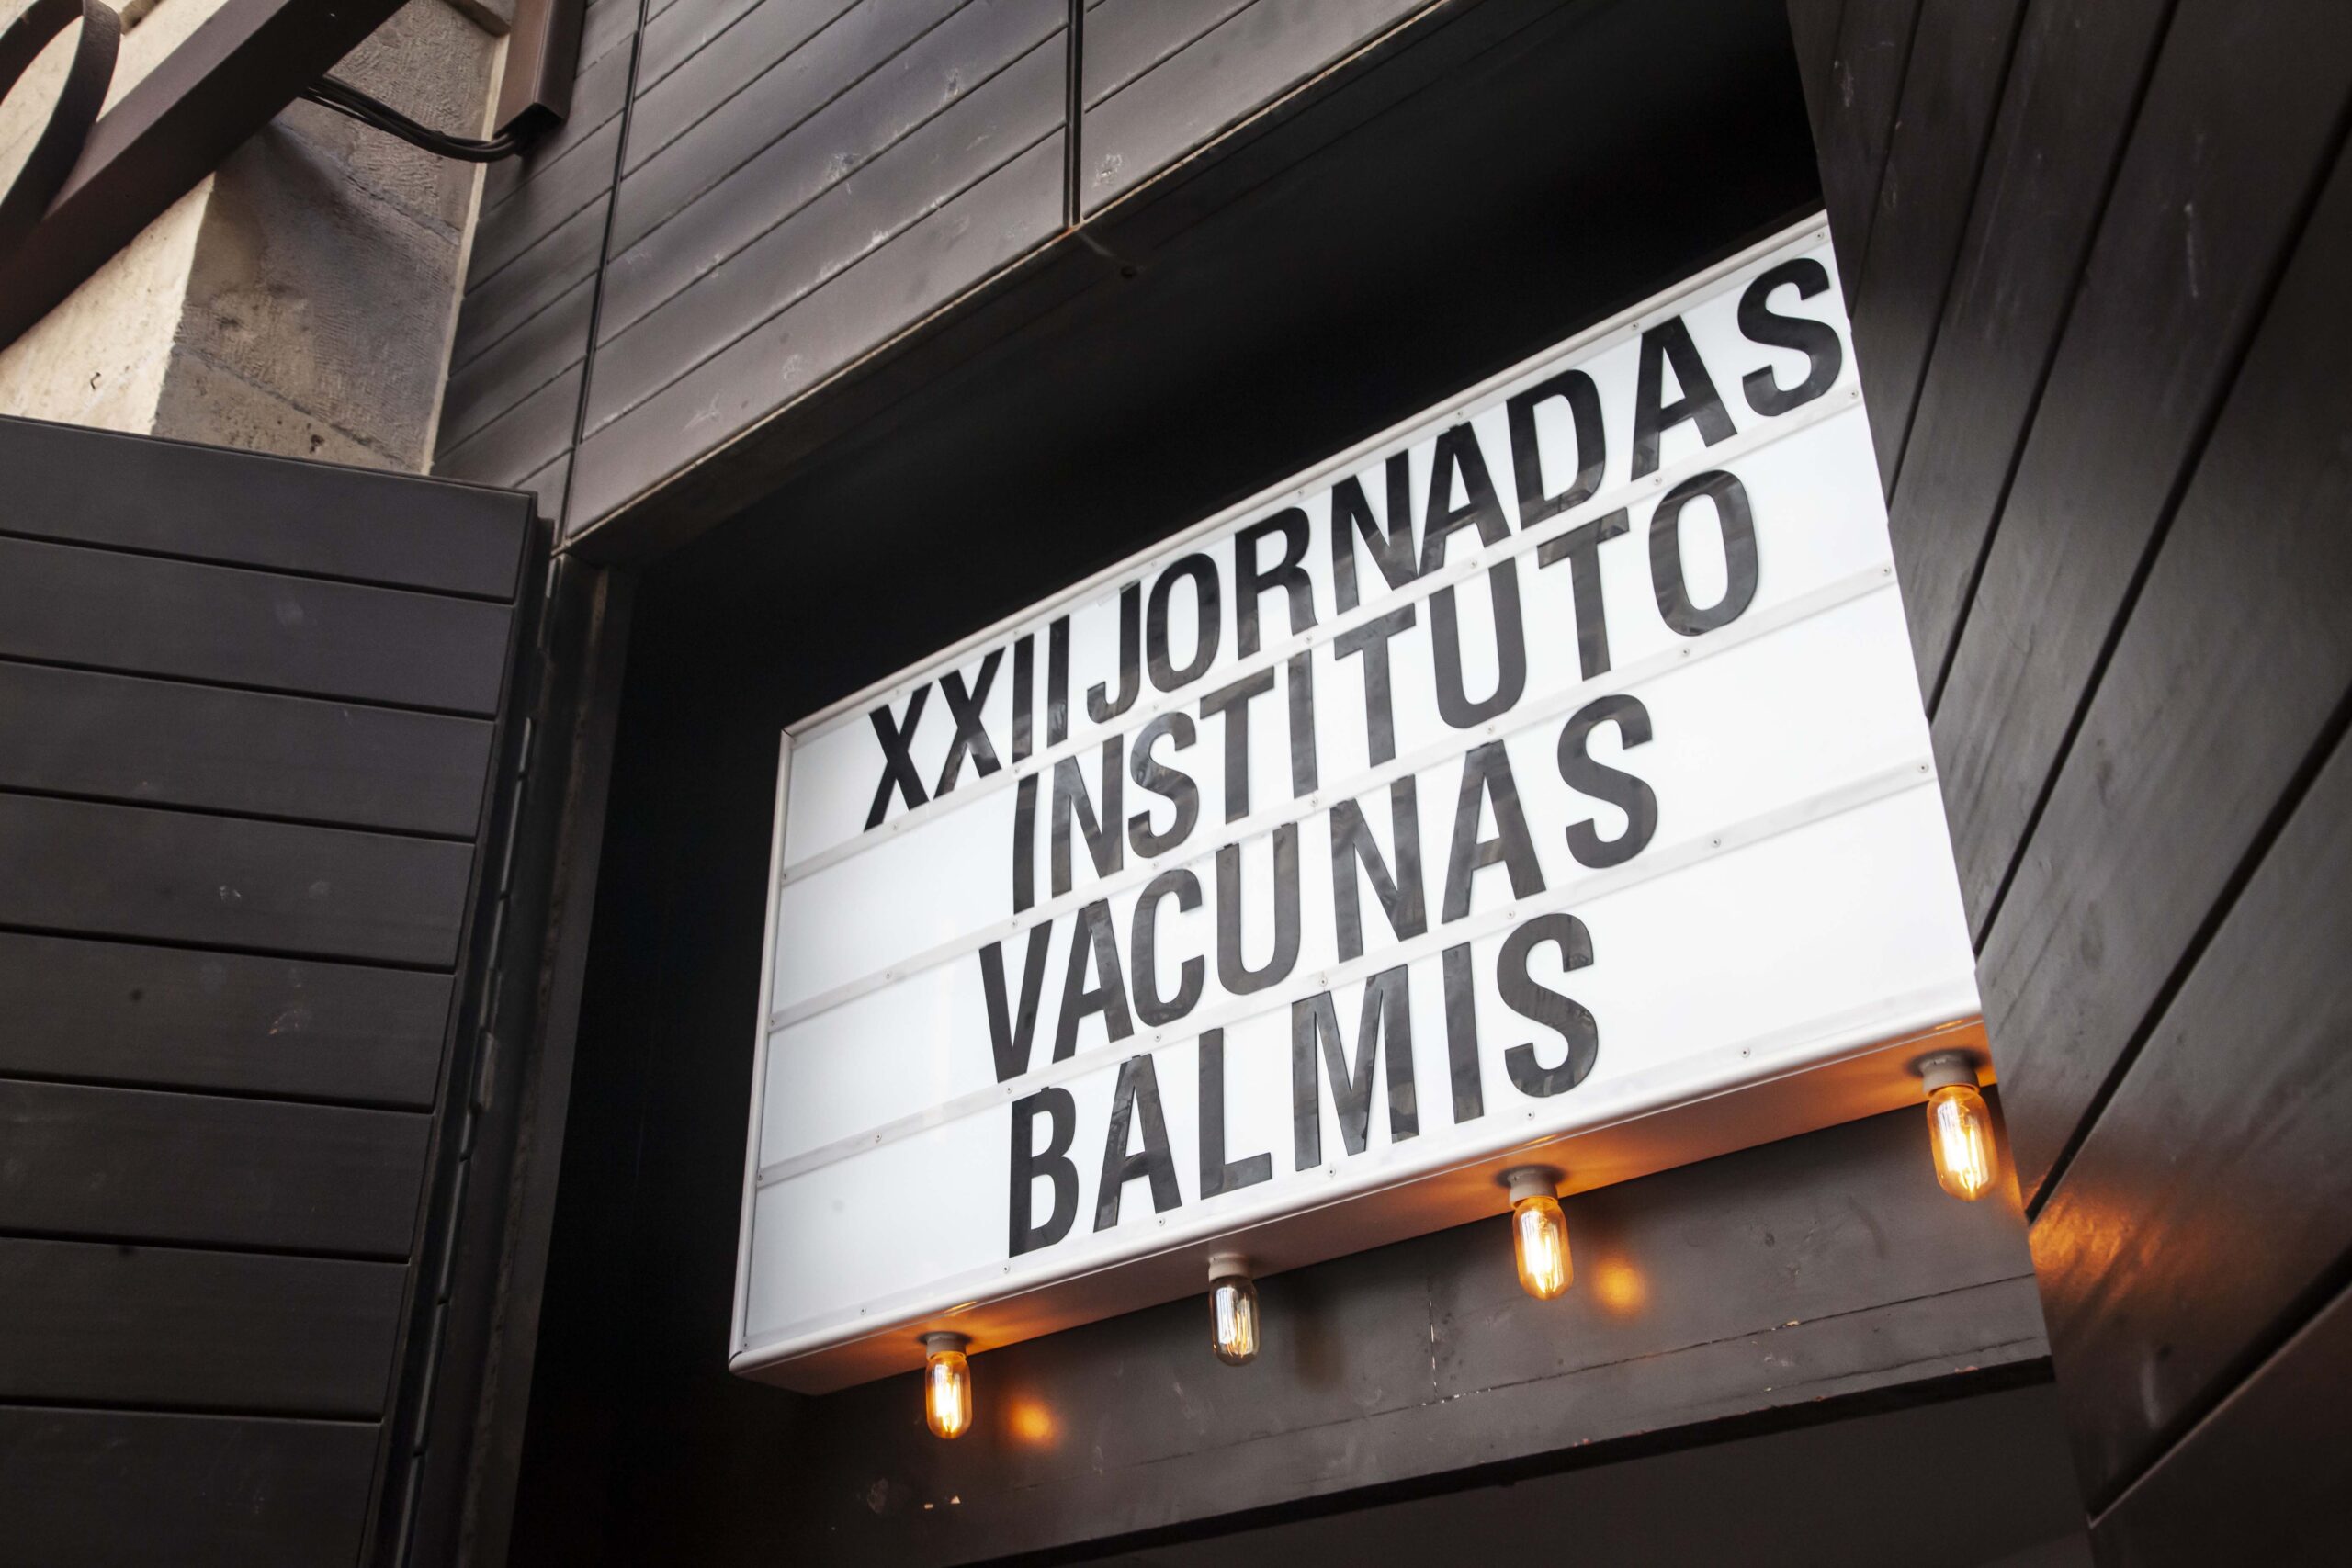 XXII JORNADAS
INSTITUTO
VACUNAS
BALMIS